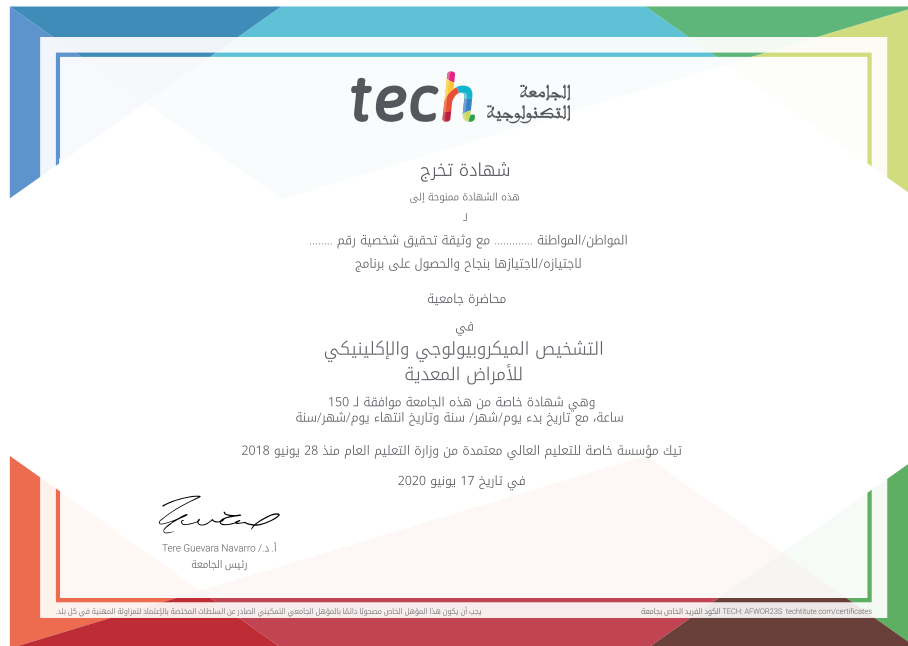 tech الجامعة
التكنولوجية
شهادة تخرج
هذه الشهادة ممنوحة إلى
لـ
المواطن/المواطنة ............. مع وثيقة تحقيق شخصية رقم ........
لاجتيازه/لاجتيازها بنجاح والحصول على برنامج
محاضرة جامعية
في
التشخيص الميكروبيولوجي والإكلينيكي
للأمراض المعدية
وهي شهادة خاصة من هذه الجامعة موافقة لـ 150
ساعة، مع تاريخ بدء يوم/شهر/ سنة وتاريخ انتهاء يوم/شهر/سنة
تيك مؤسسة خاصة للتعليم العالي معتمدة من وزارة التعليم العام منذ 28 يونيو 2018
في تاريخ 17 يونيو 2020
أ.د./ Tere Guevara Navarro
رئيس الجامعة
يجب أن يكون هذا المؤهل الخاص مصحوبًا دائمًا بالمؤهل الجامعي التمكيني الصادر عن السلطات المختصة بالإعتماد للمزاولة المهنية في كل بلد.
الكود الفريد الخاص بجامعة TECH: AFWOR23S techtitute.com/certificates